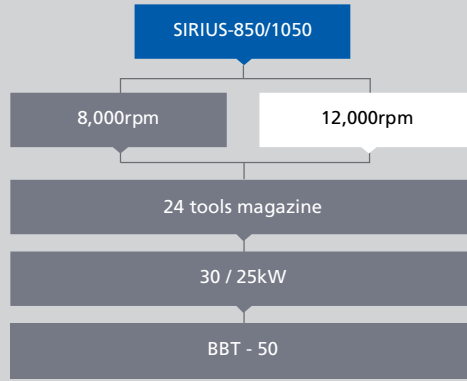 SIRIUS-850/1050
8,000rpm
12,000rpm
24 tools magazine
30 / 25kW
BBT - 50